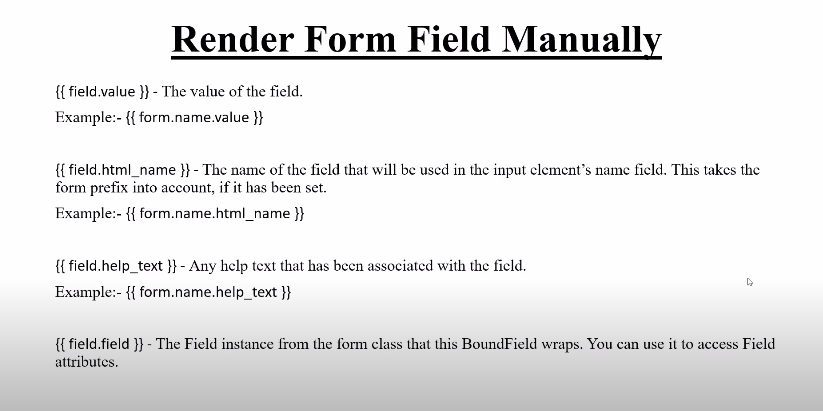 Render Form Field Manually
{{ field.value }} - The value of the field.
Example:- {{ form.name.value }}
{{ field.html_name }} - The name of the field that will be used in the input element’s name field. This takes the
form prefix into account, if it has been set.
Example:- {{ form.name.html_name }}
{{ field.help_text }} - Any help text that has been associated with the field.
Example:- {{ form.name.help_text }}
{{ field.field }} - The Field instance from the form class that this BoundField wraps. You can use it to access Field
attributes.